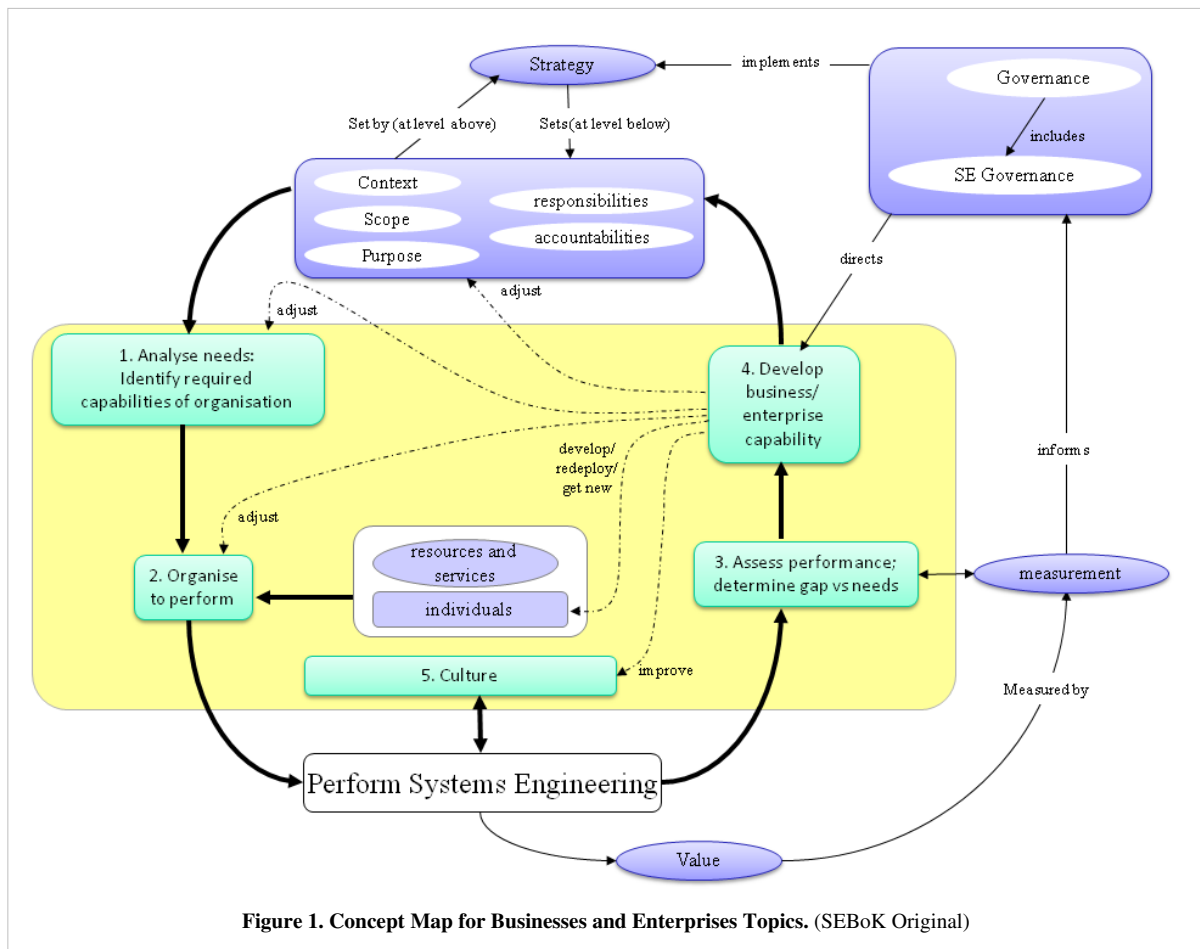 Strategy
implements
Governance
includes
SE Governance
Set by (at level above)
Sets(at level below)
Context
Scope
Purpose
responsibilities
accountabilities
directs
adjust
adjust
1. Analyse needs:
Identify required
capabilities of organisation
4. Develop
business/
enterprise
capability
develop/
redeploy/
get new
informs
adjust
2. Organise
to perform
resources and
services
individuals
3. Assess performance;
determine gap vs needs
measurement
5. Culture
improve
Measured by
Perform Systems Engineering
Value
Figure 1. Concept Map for Businesses and Enterprises Topics. (SEBoK Original)